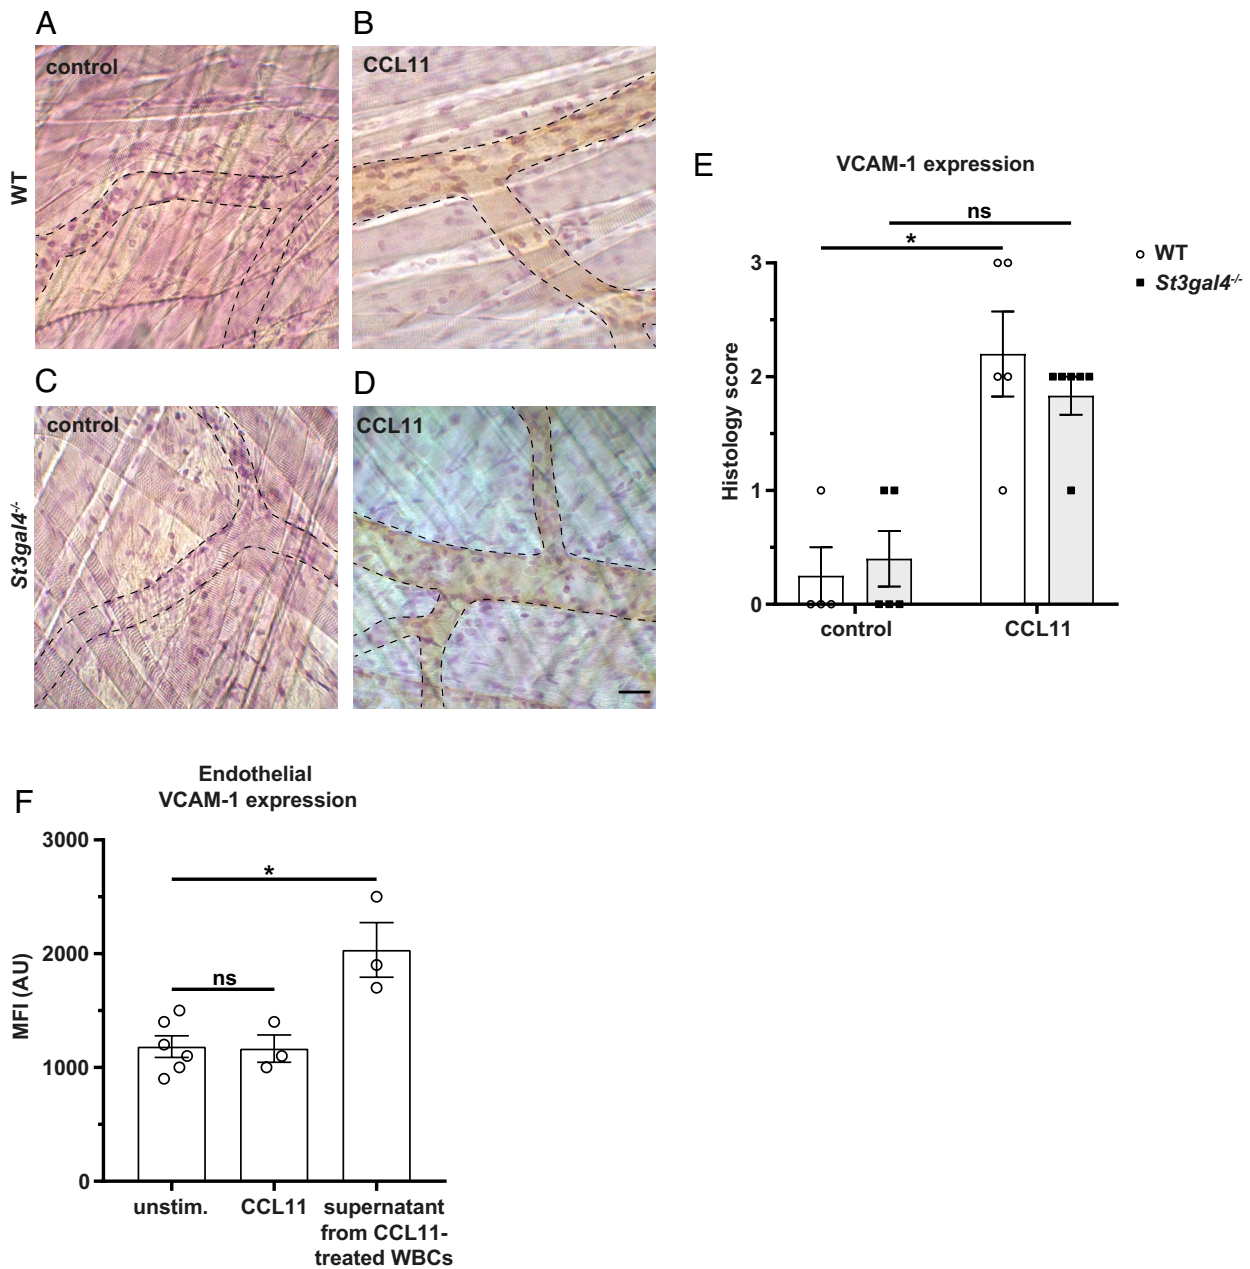 A
B
WT
control
CCL11
C
D
St3gal4-/-
control
CCL11
E
VCAM-1 expression
ns
*
WT
St3gal4-/-
Histology score
3
2
1
0
control
CCL11
F
Endothelial
VCAM-1 expression
*
ns
MFI (AU)
3000
2000
1000
0
unstim.
CCL11
supernatant
from CCL11-
treated WBCs